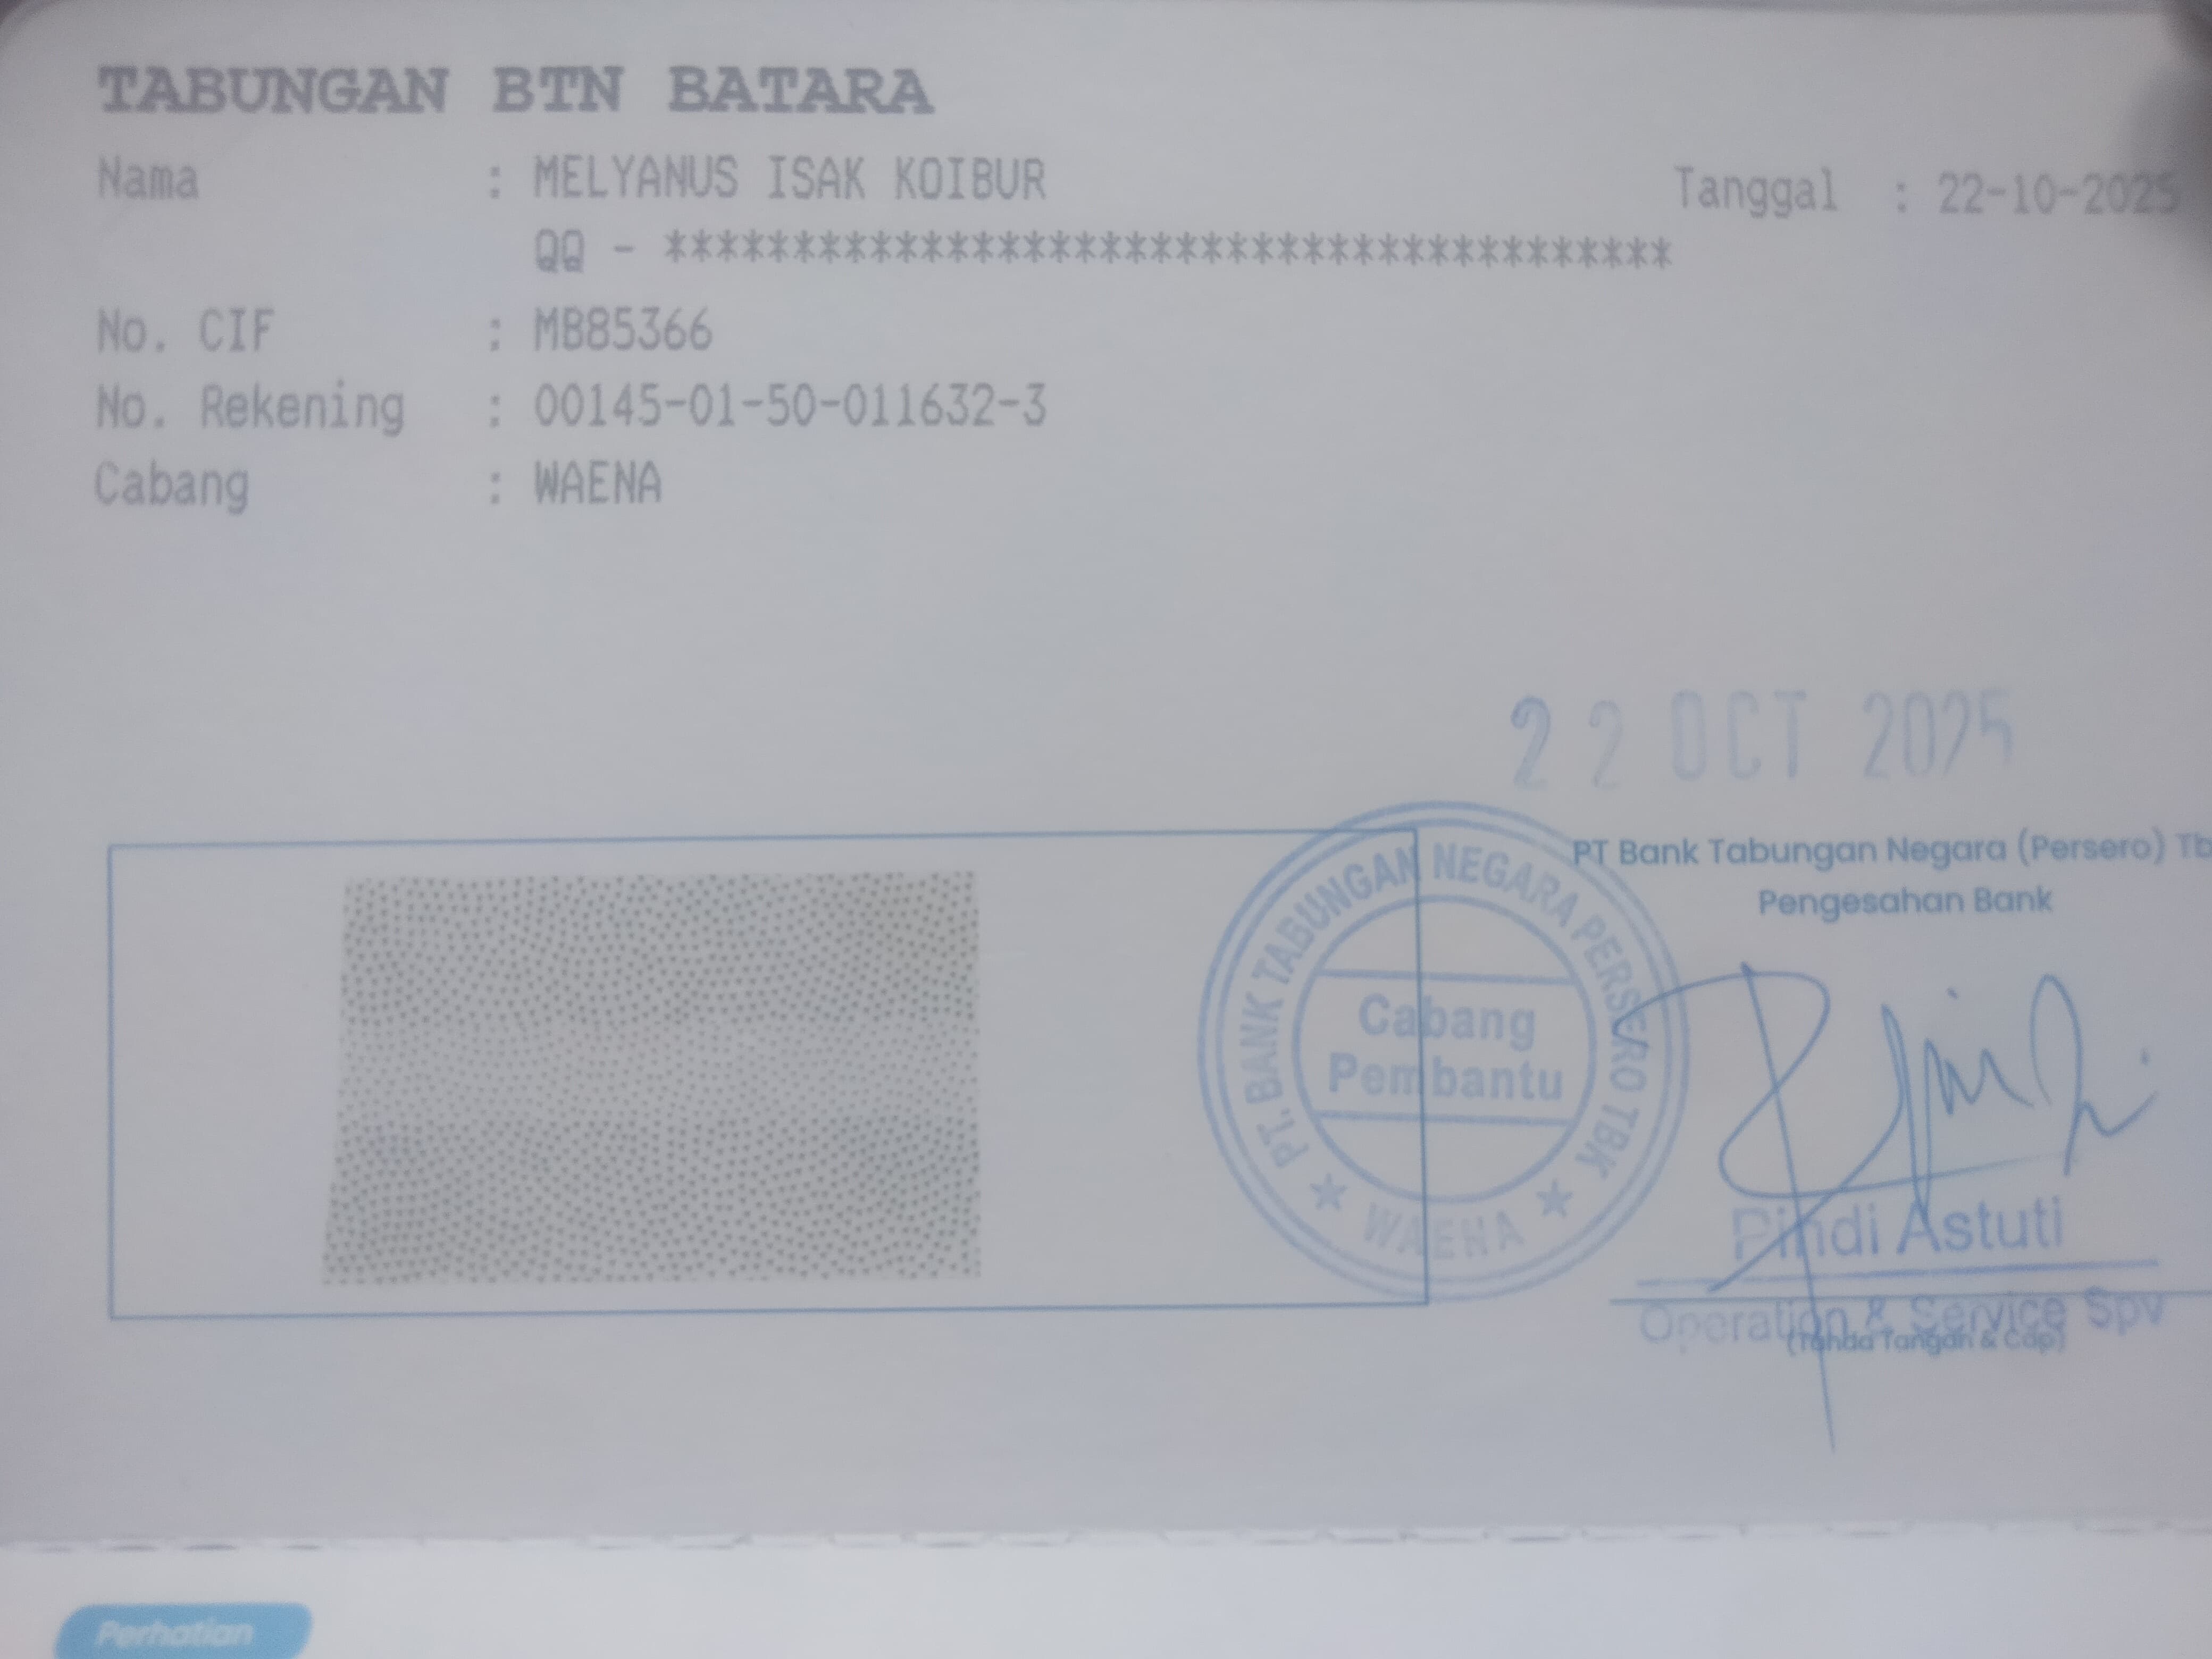 TABUNGAN BTN BATARA
Nama : MELYANUS ISAK KOIBUR
Tanggal : 22-10-2025
QQ - ***************************************
No. CIF : MB85366
No. Rekening : 00145-01-50-011632-3
Cabang : WAENA
22 OCT 2025
PT Bank Tabungan Negara (Persero) Tb
Pengesahan Bank
PT. BANK TABUNGAN NEGARA PERSERO TBK
Cabang
Pembantu
★ WAENA ★
Pindi Astuti
Operation & Service Spv
(Tanda Tangan & Cap)
Perhatian